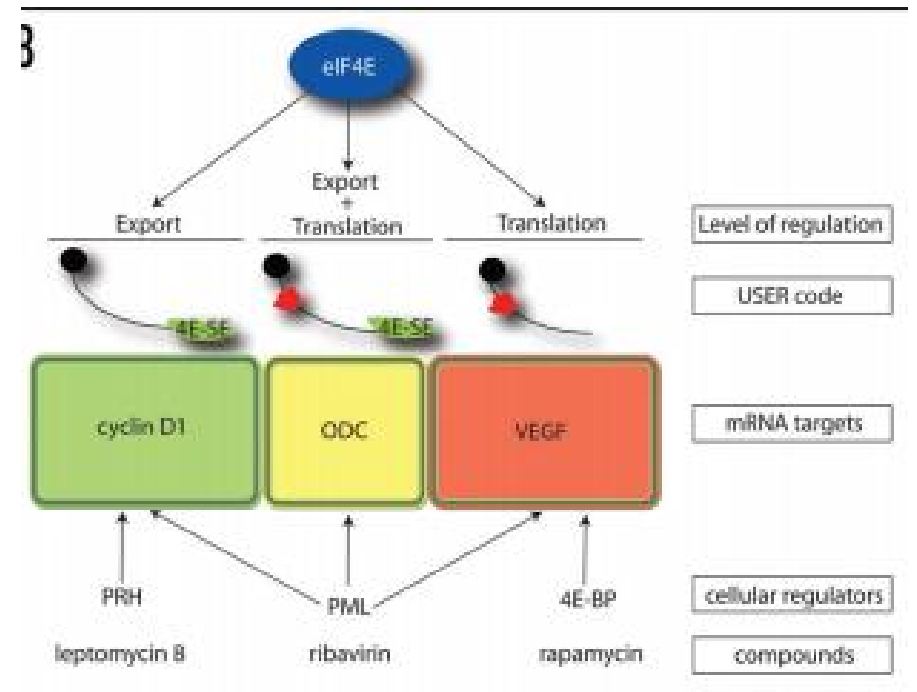 B
eIF4E
Export
+
Export Translation Translation Level of regulation
USER code
4E-SE 4E-SE
cyclin D1 ODC VEGF mRNA targets
PRH PML 4E-BP cellular regulators
leptomycin B ribavirin rapamycin compounds